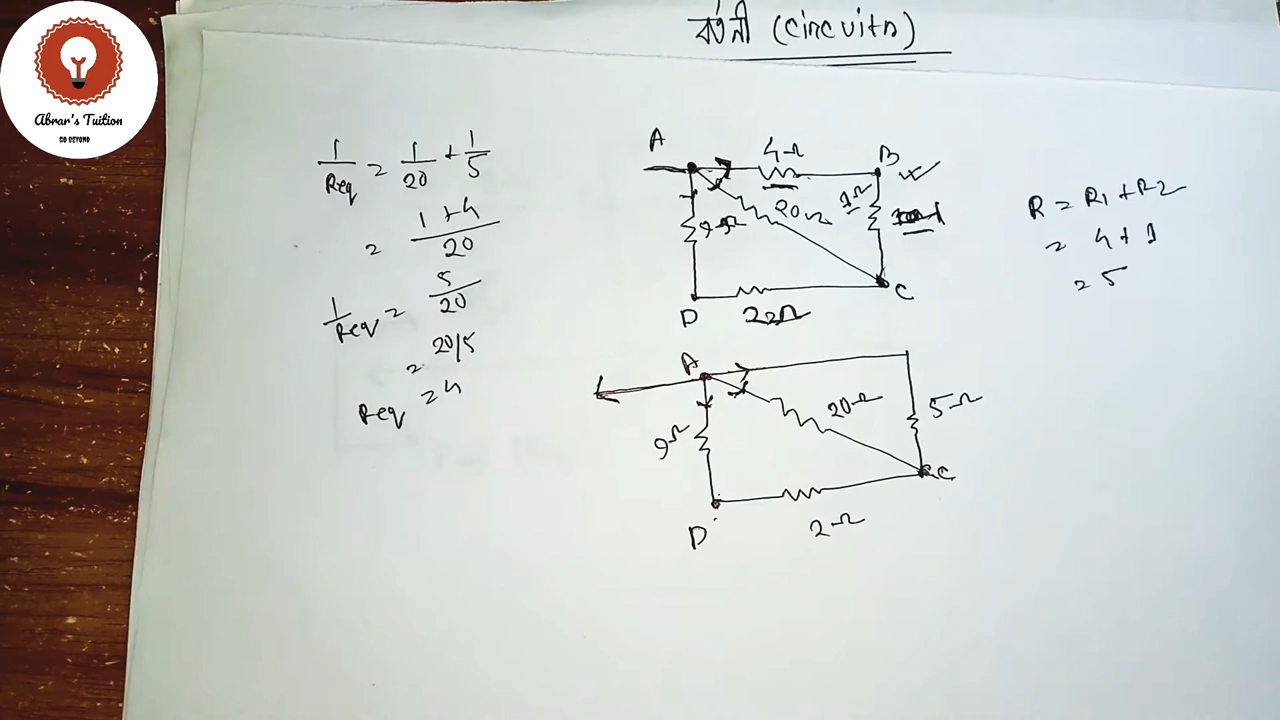 Abrar's Tuition
GO BEYOND
বর্তনী (Circuits)
1/Req = 1/20 + 1/5
= 1+4/20
1/Req = 5/20
= 20/5
Req = 4
A
4Ω
B
20Ω
1Ω
9Ω
D
2Ω
C
R = R1 + R2
= 4 + 1
= 5
A
20Ω
5Ω
9Ω
C
D
2Ω